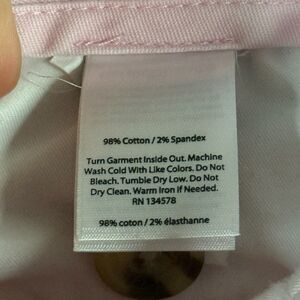 98% Cotton / 2% Spandex
Turn Garment Inside Out. Machine
Wash Cold With Like Colors. Do Not
Bleach. Tumble Dry Low. Do Not
Dry Clean. Warm Iron if Needed.
RN 134578
98% coton / 2% élasthanne